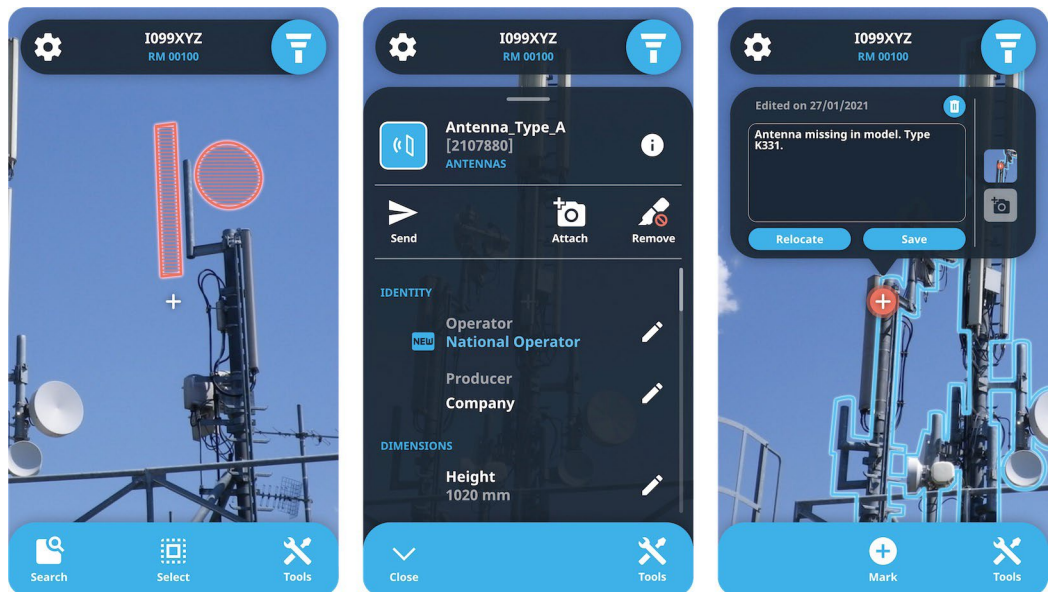 I099XYZ
RM 00100
Search
Select
Tools
I099XYZ
RM 00100
Antenna_Type_A
[2107880]
ANTENNAS
Send
Attach
Remove
IDENTITY
Operator
NEW National Operator
Producer
Company
DIMENSIONS
Height
1020 mm
Close
Tools
I099XYZ
RM 00100
Edited on 27/01/2021
Antenna missing in model. Type
K331.
Relocate
Save
Mark
Tools